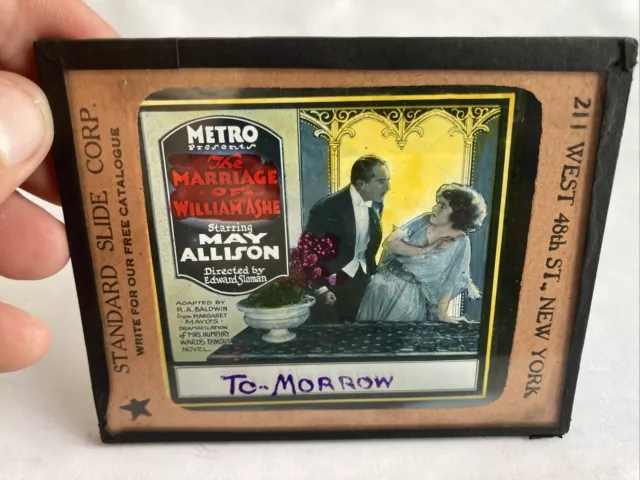 STANDARD SLIDE CORP.
WRITE FOR OUR FREE CATALOGUE
METRO
Presents
The
MARRIAGE
OF
WILLIAM ASHE
Starring
MAY
ALLISON
Directed by
Edward Sloman
ADAPTED BY
R.A. BALDWIN
from MARGARET
MAYO'S
DRAMATIZATION
of MRS. HUMPHRY
WARDS FAMOUS
NOVEL
TO-MORROW
211 WEST 48th ST., NEW YORK